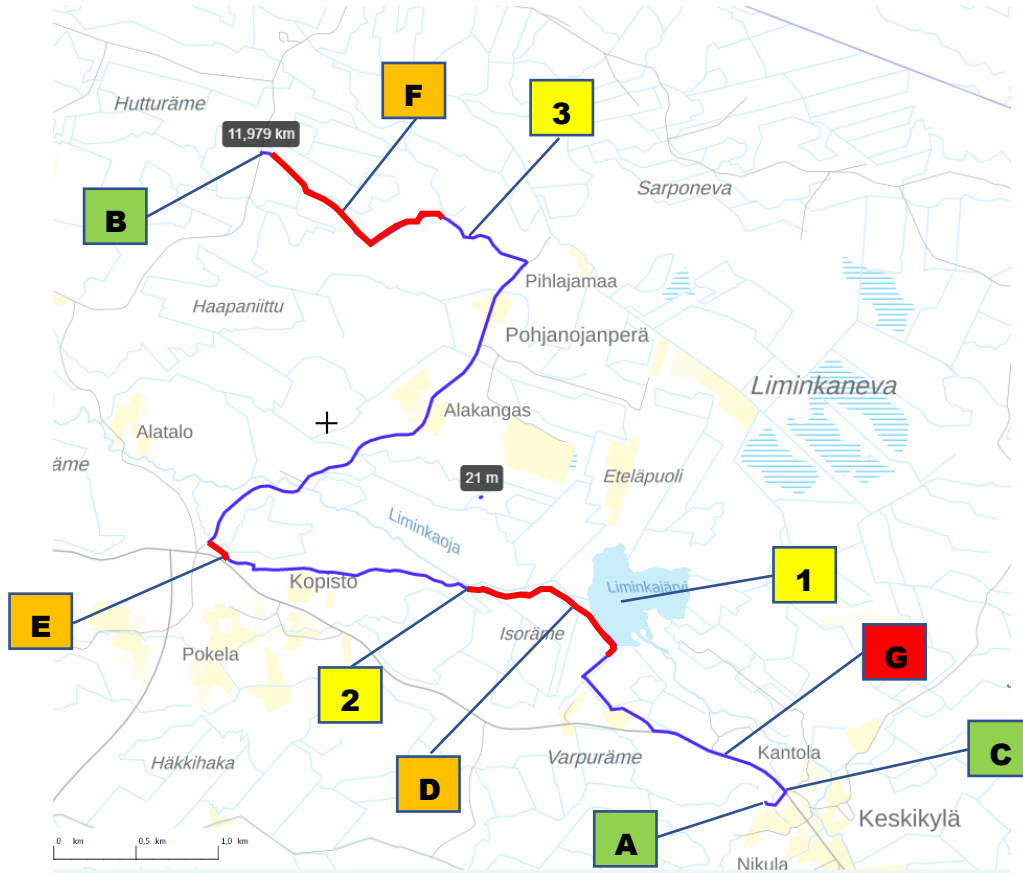 F
3
Hutturäme
11,979 km
B
Sarponeva
Pihlajamaa
Haapaniittu
Pohjanojanperä
Liminkaneva
Alakangas
Alatalo
äme
21 m
Eteläpuoli
Liminkaoja
Kopisto
Liminkajärvi
1
E
Isoräme
G
Pokela
2
Kantola
C
Varpuräme
Häkkihaka
D
Keskikylä
A
0 km 0,5 km 1,0 km
Nikula